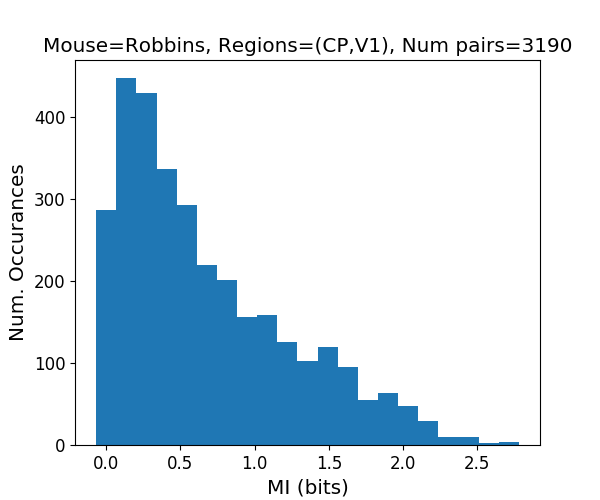 Mouse=Robbins, Regions=(CP,V1), Num pairs=3190
Num. Occurances
400
300
200
100
0
0.0 0.5 1.0 1.5 2.0 2.5
MI (bits)